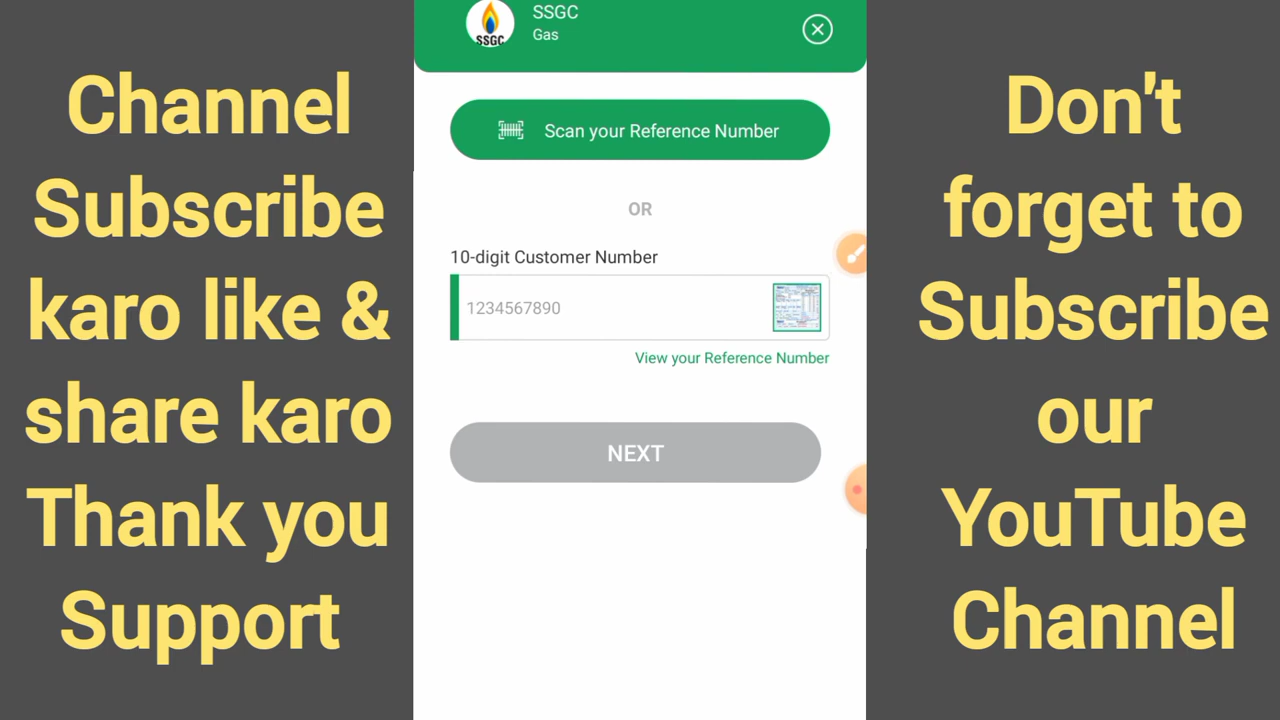 Channel
Subscribe
karo like &
share karo
Thank you
Support
SSGC
SSGC
Gas
Scan your Reference Number
OR
10-digit Customer Number
1234567890
View your Reference Number
NEXT
Don't
forget to
Subscribe
our
YouTube
Channel